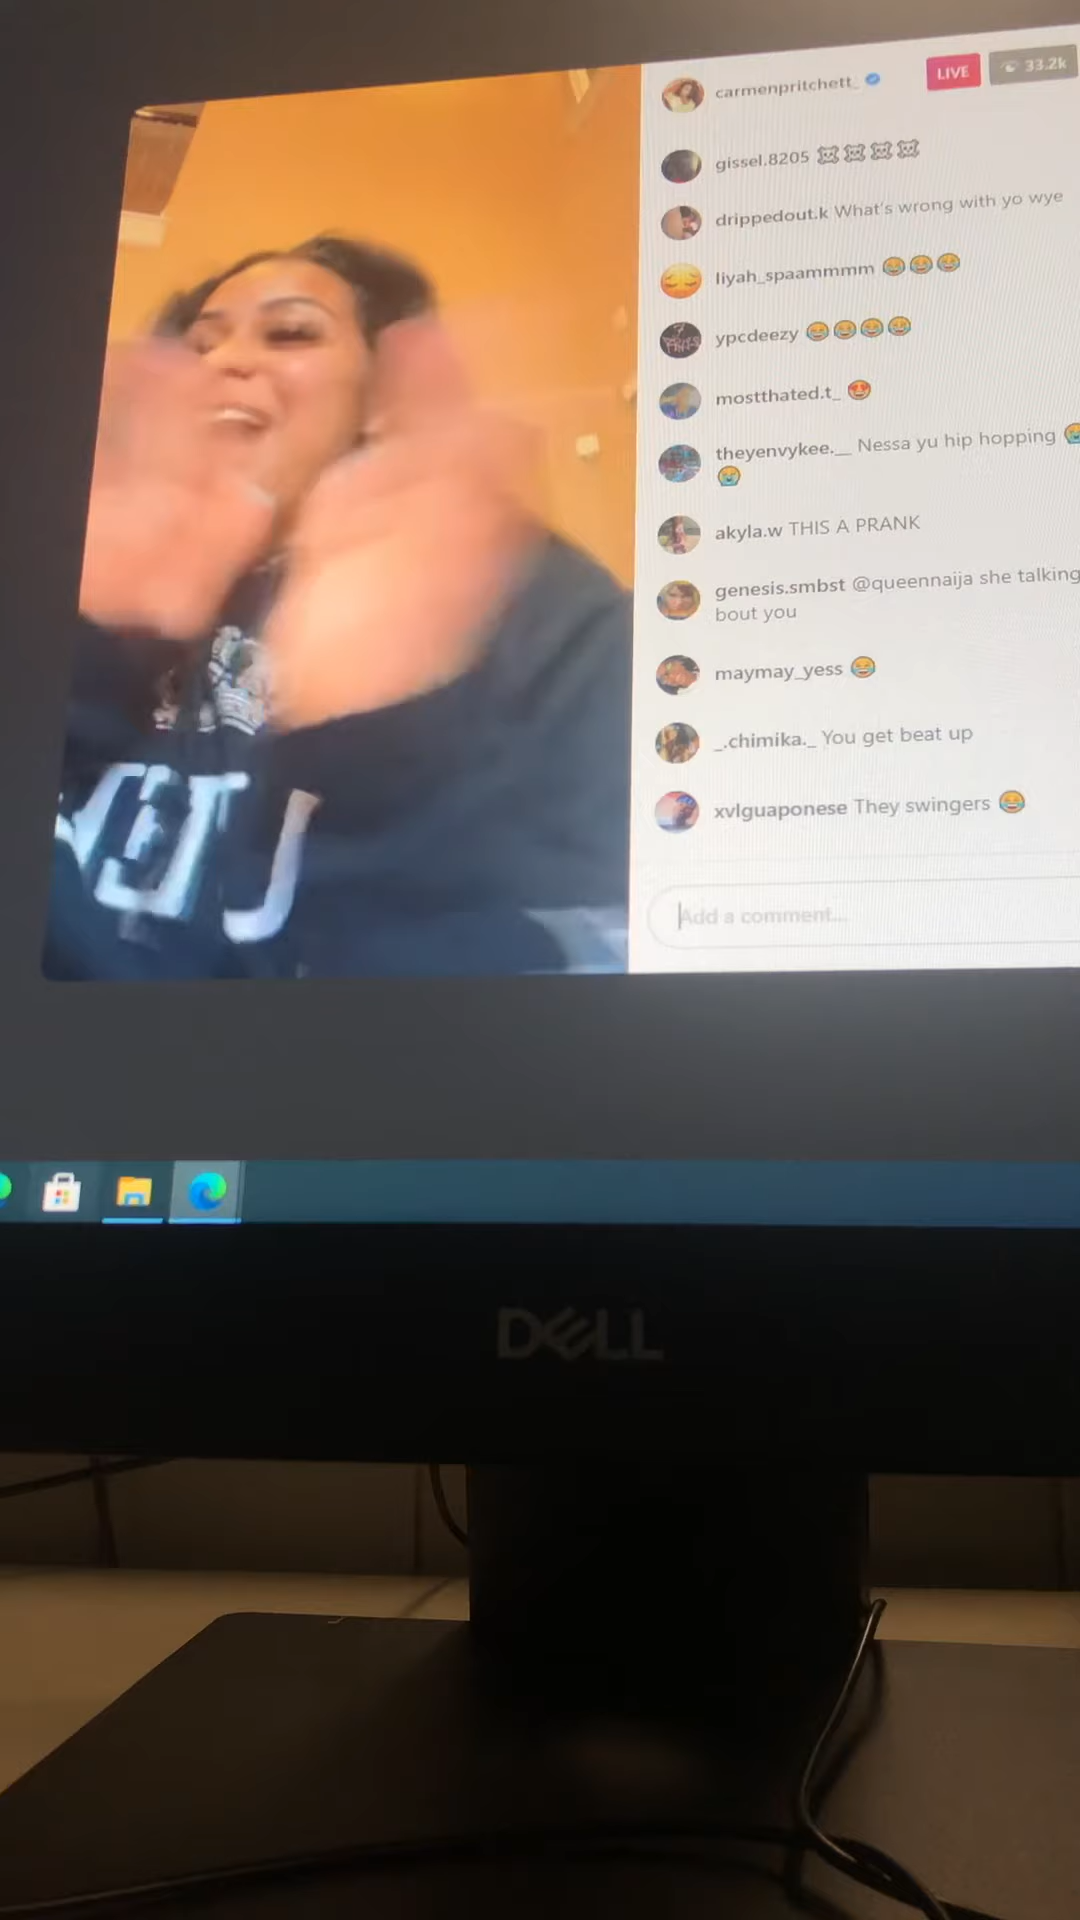 carmenpritchett_ LIVE 33.2k
gissel.8205 ☠️☠️☠️☠️
drippedout.k What's wrong with yo wye
liyah_spaammmm 😂😂😂
ypcdeezy 😂😂😂😂
mostthated.t_ 😍
theyenvykee.__ Nessa yu hip hopping 😭
😭
akyla.w THIS A PRANK
genesis.smbst @queennaija she talking
bout you
maymay_yess 😂
_.chimika._ You get beat up
xvlguaponese They swingers 😂
Add a comment...
DELL